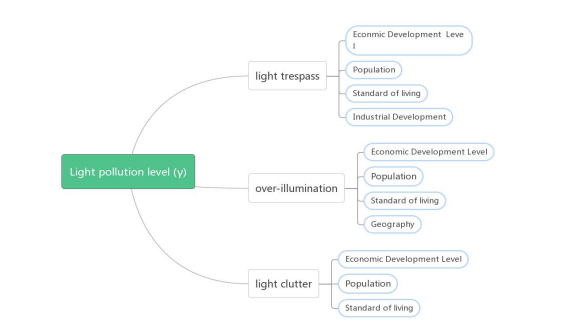 Light pollution level (γ)
light trespass
Econmic Development Leve
l
Population
Standard of living
Industrial Development
over-illumination
Economic Development Level
Population
Standard of living
Geography
light clutter
Economic Development Level
Population
Standard of living